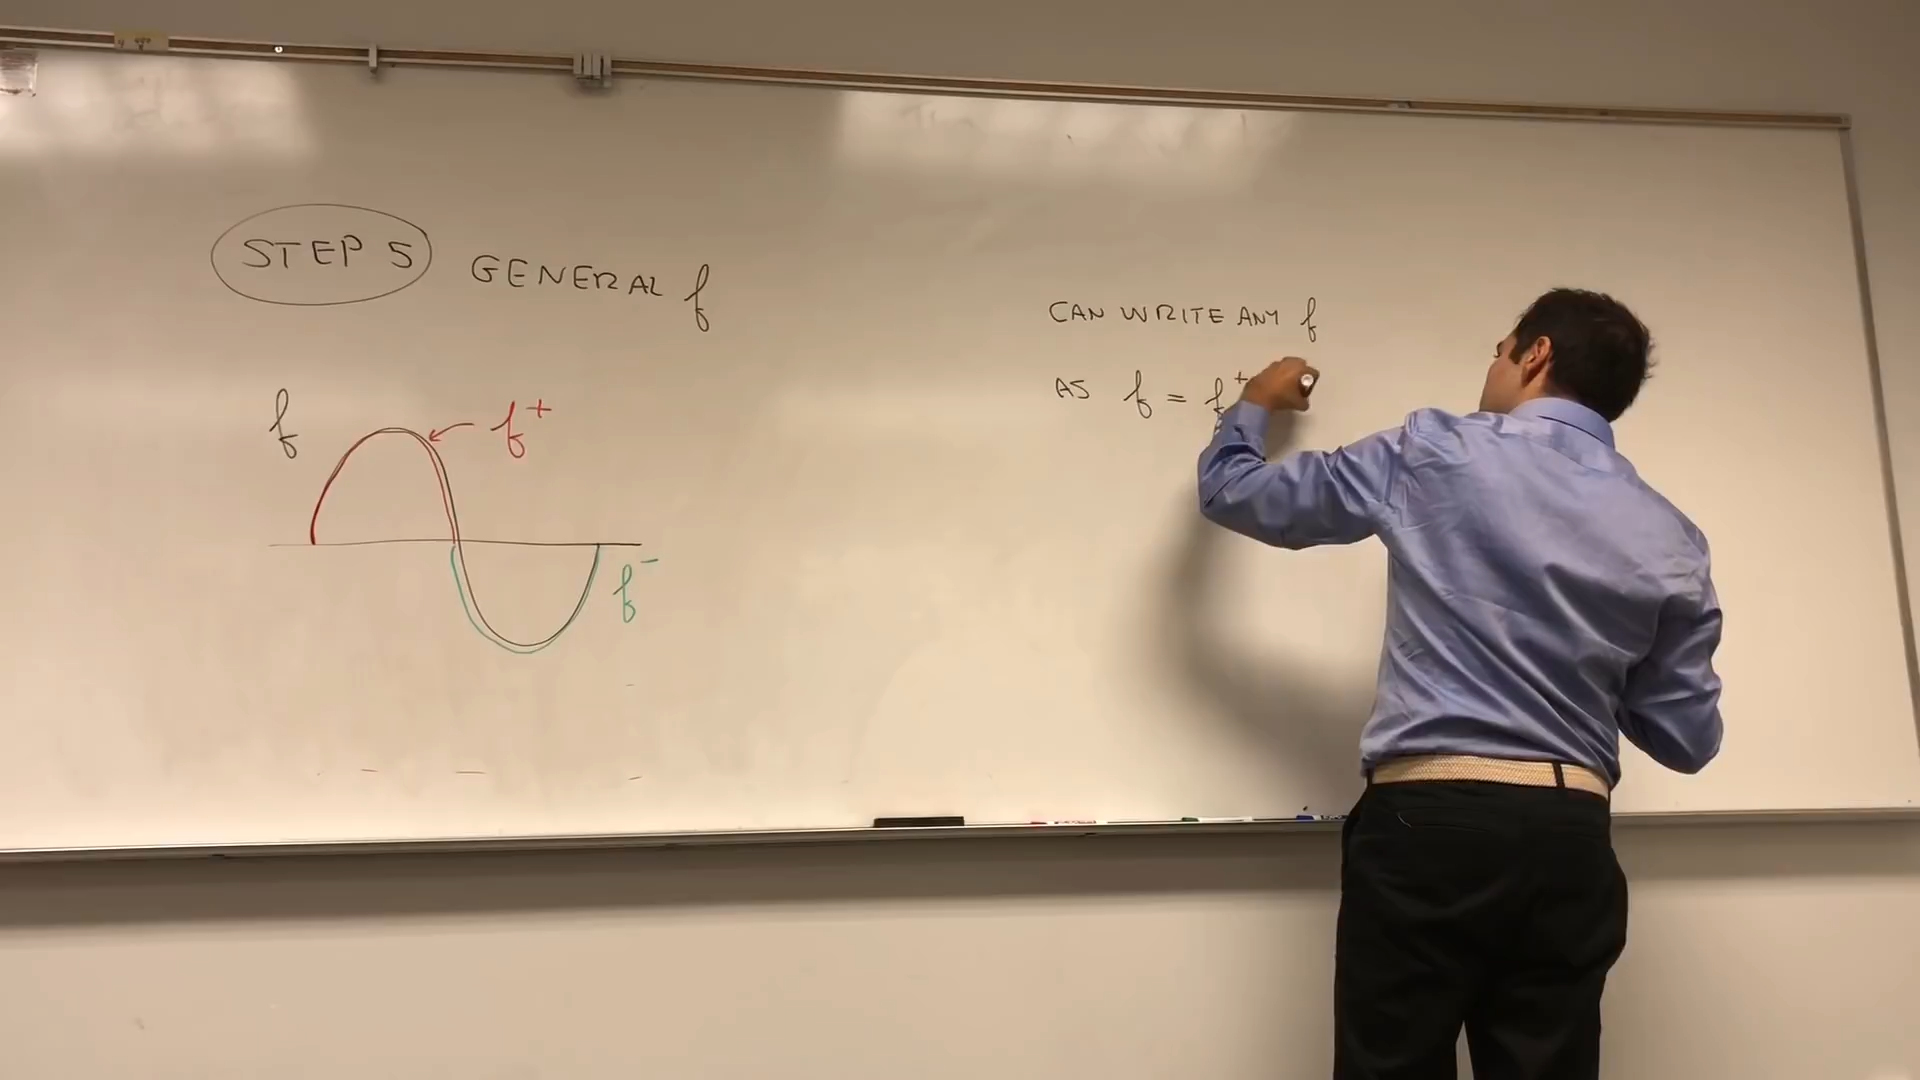 STEP 5 GENERAL f
f
f⁺
f⁻
CAN WRITE ANY f
AS f = f⁺